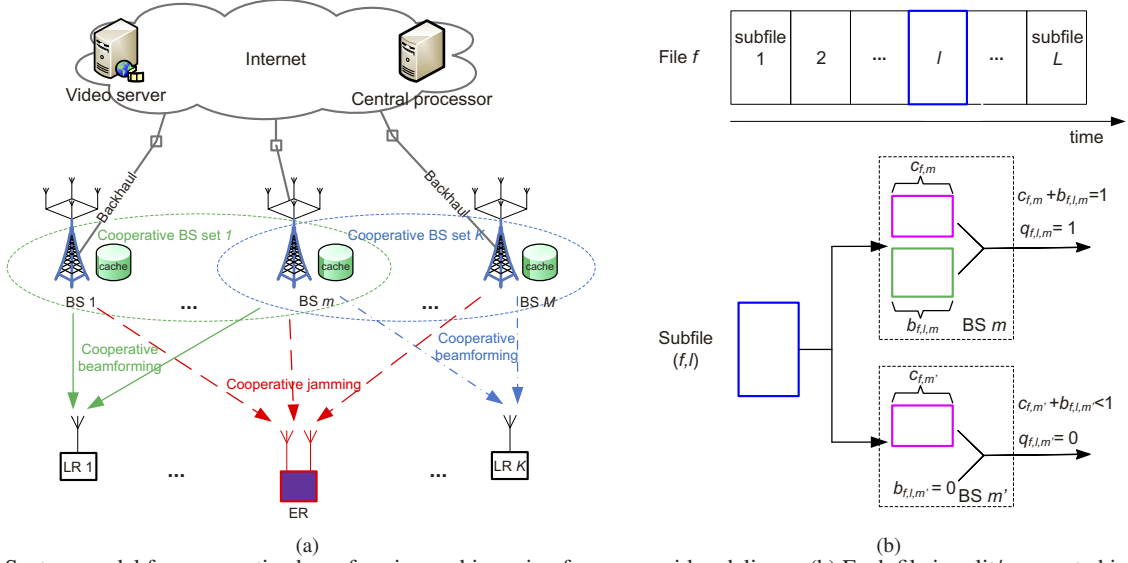 Internet
Video server
Central processor
Backhaul
Backhaul
Cooperative BS set 1
Cooperative BS set K
cache
cache
cache
BS 1
...
BS m
...
BS M
Cooperative
beamforming
Cooperative
beamforming
Cooperative jamming
LR 1
...
...
LR K
ER
(a)
File f
subfile
1
2
...
l
...
subfile
L
time
Subfile
(f,l)
c_{f,m}
c_{f,m} + b_{f,l,m} = 1
q_{f,l,m} = 1
b_{f,l,m}
BS m
c_{f,m'}
c_{f,m'} + b_{f,l,m'} < 1
q_{f,l,m'} = 0
b_{f,l,m'} = 0
BS m'
(b)